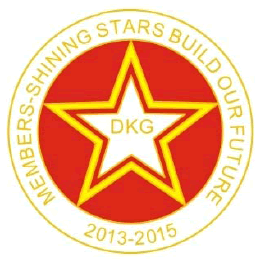 MEMBERS-SHINING STARS BUILD OUR FUTURE
DKG
2013-2015